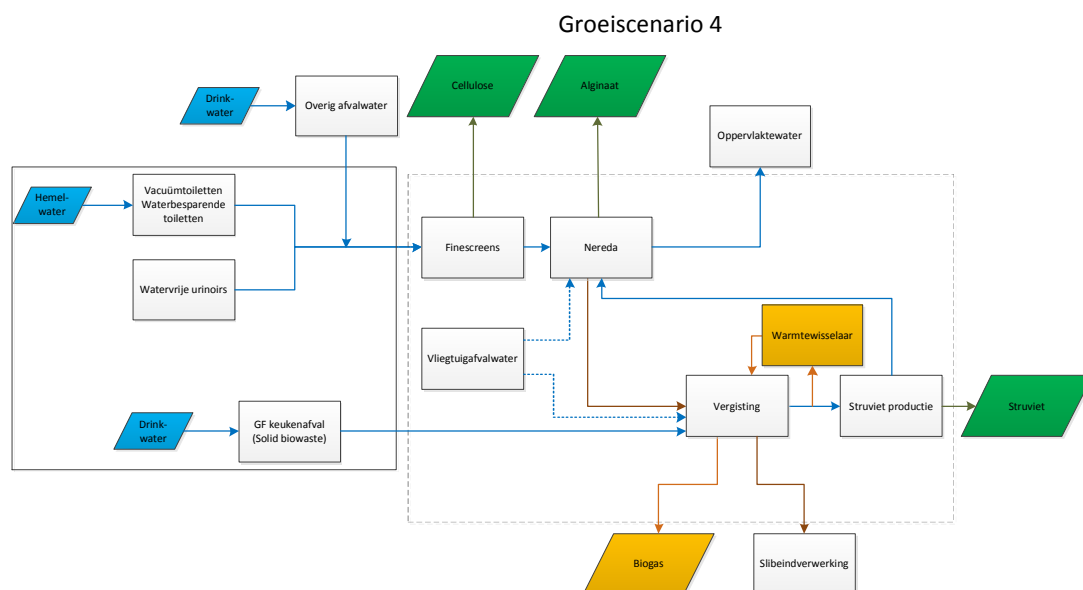 Groeiscenario 4
Cellulose
Alginaat
Drink-
water
Overig afvalwater
Oppervlaktewater
Hemel-
water
Vacuümtoiletten
Waterbesparende
toiletten
Finescreens
Nereda
Watervrije urinoirs
Warmtewisselaar
Vliegtuigafvalwater
Vergisting
Struviet productie
Struviet
Drink-
water
GF keukenafval
(Solid biowaste)
Biogas
Slibeindverwerking